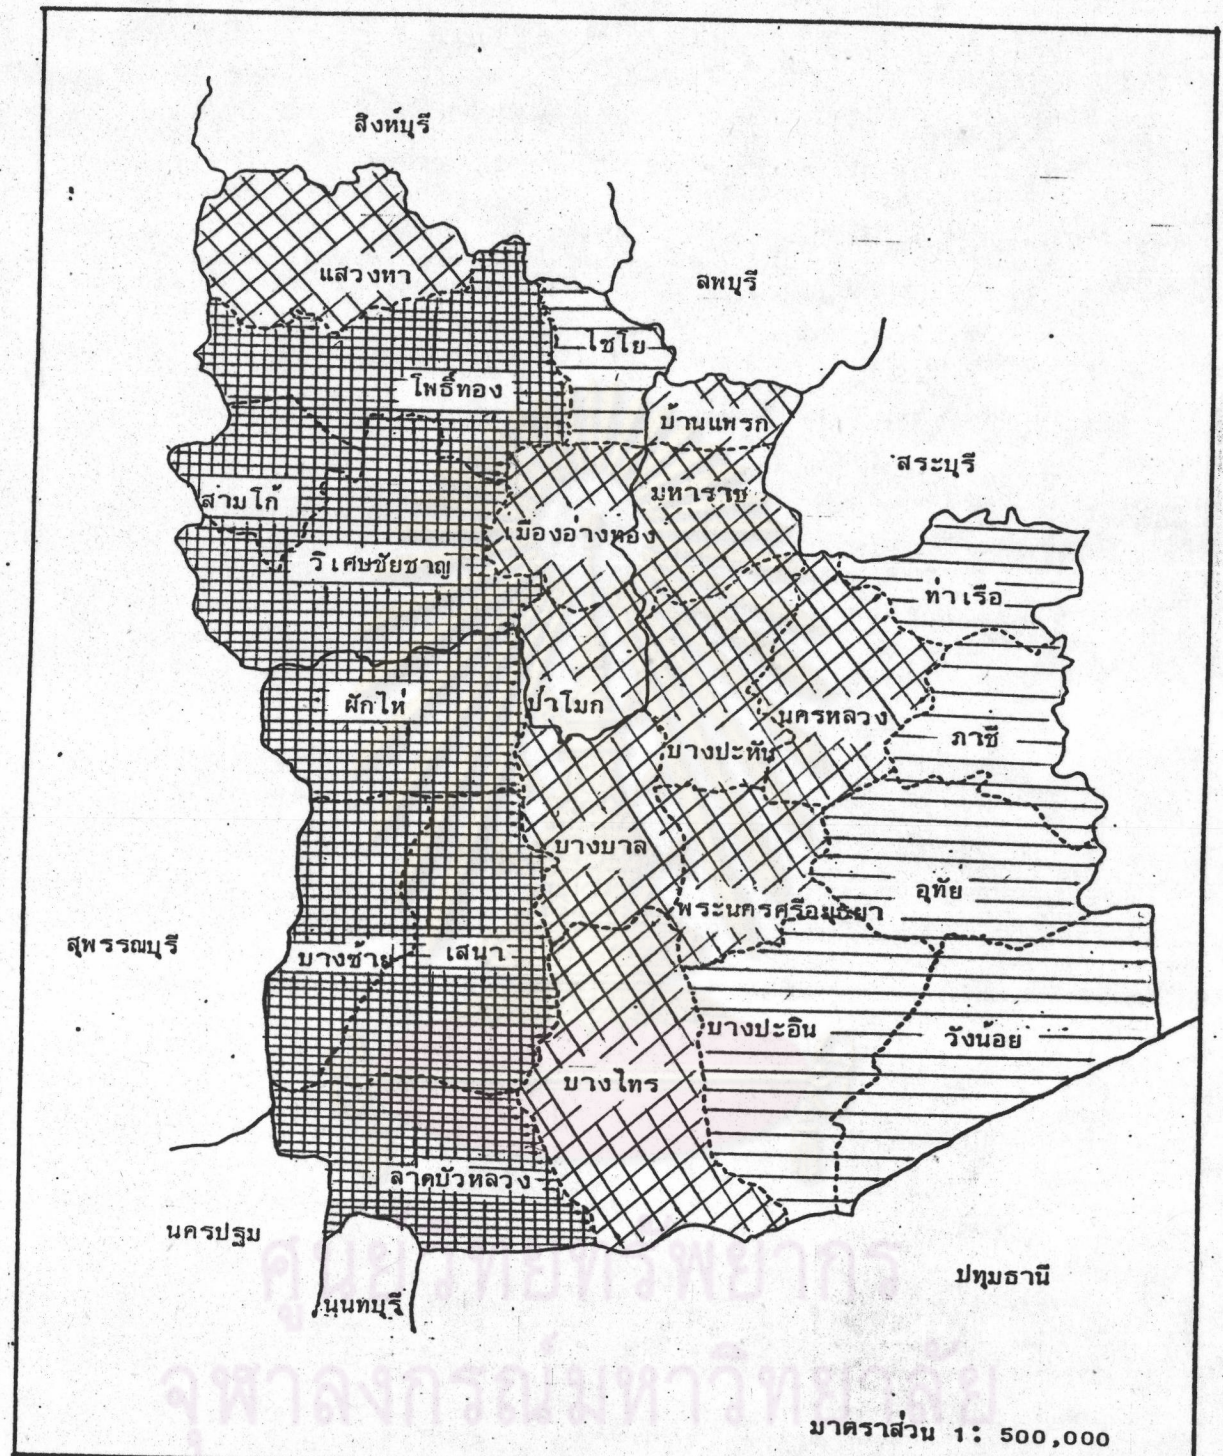 สิงห์บุรี
ลพบุรี
แสวงหา
ไชโย
โพธิ์ทอง
บ้านแพรก
สระบุรี
มหาราช
สามโก้
เมืองอ่างทอง
วิเศษชัยชาญ
ท่าเรือ
ผักไห่
ป่าโมก
นครหลวง
ภาชี
บางปะหัน
บางบาล
อุทัย
พระนครศรีอยุธยา
สุพรรณบุรี
บางซ้าย
เสนา
บางปะอิน
วังน้อย
บางไทร
ลาดบัวหลวง
นครปฐม
ศูนย์วิทยทรัพยากร
ปทุมธานี
นนทบุรี
จุฬาลงกรณ์มหาวิทยาลัย
มาตราส่วน 1: 500,000